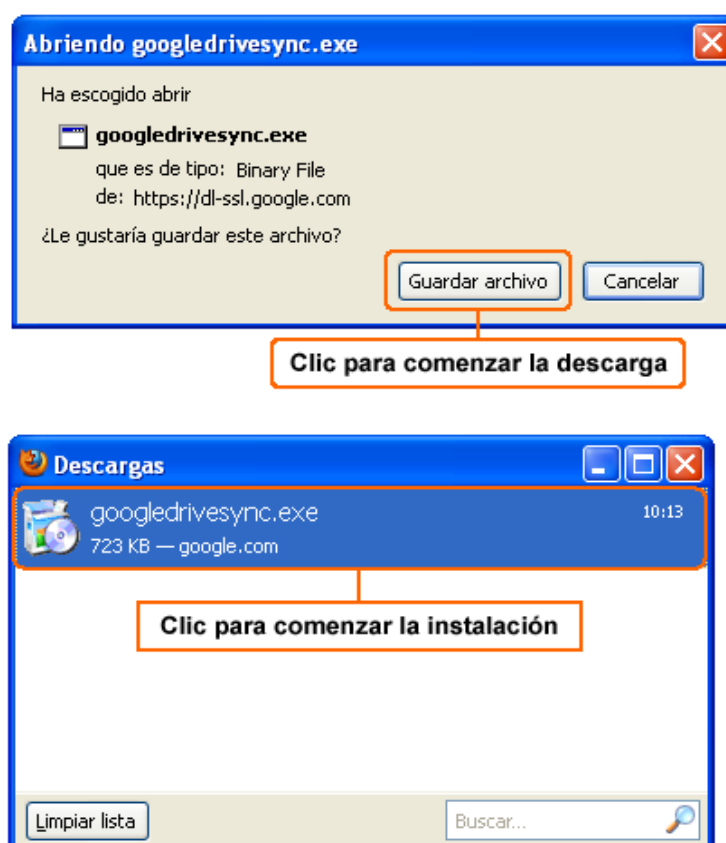 Abriendo googledrivesync.exe
Ha escogido abrir
googledrivesync.exe
que es de tipo: Binary File
de: https://dl-ssl.google.com
¿Le gustaría guardar este archivo?
Guardar archivo
Cancelar
Clic para comenzar la descarga
Descargas
googledrivesync.exe
10:13
723 KB — google.com
Clic para comenzar la instalación
Limpiar lista
Buscar...